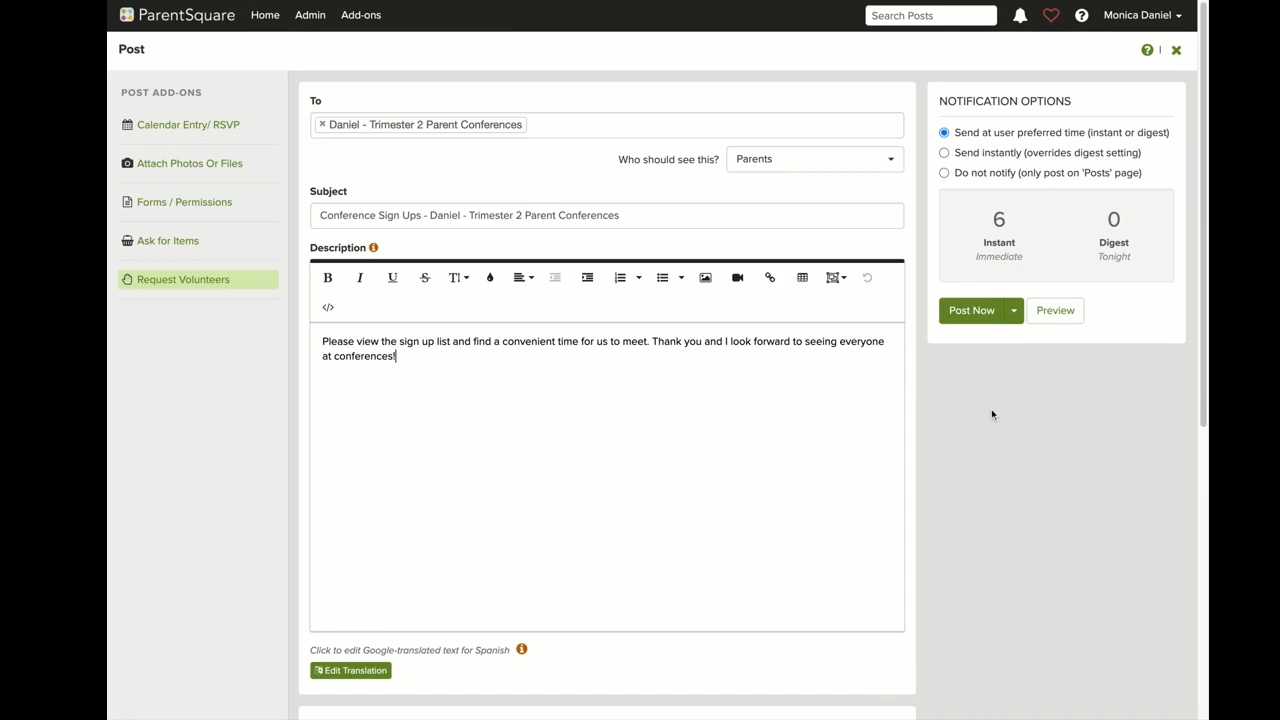 ParentSquare Home Admin Add-ons Search Posts Monica Daniel
Post
POST ADD-ONS
Calendar Entry/ RSVP
Attach Photos Or Files
Forms / Permissions
Ask for Items
Request Volunteers
To
× Daniel - Trimester 2 Parent Conferences
Who should see this? Parents
Subject
Conference Sign Ups - Daniel - Trimester 2 Parent Conferences
Description
Please view the sign up list and find a convenient time for us to meet. Thank you and I look forward to seeing everyone
at conferences!
Click to edit Google-translated text for Spanish
Edit Translation
NOTIFICATION OPTIONS
Send at user preferred time (instant or digest)
Send instantly (overrides digest setting)
Do not notify (only post on 'Posts' page)
6 0
Instant Digest
Immediate Tonight
Post Now Preview